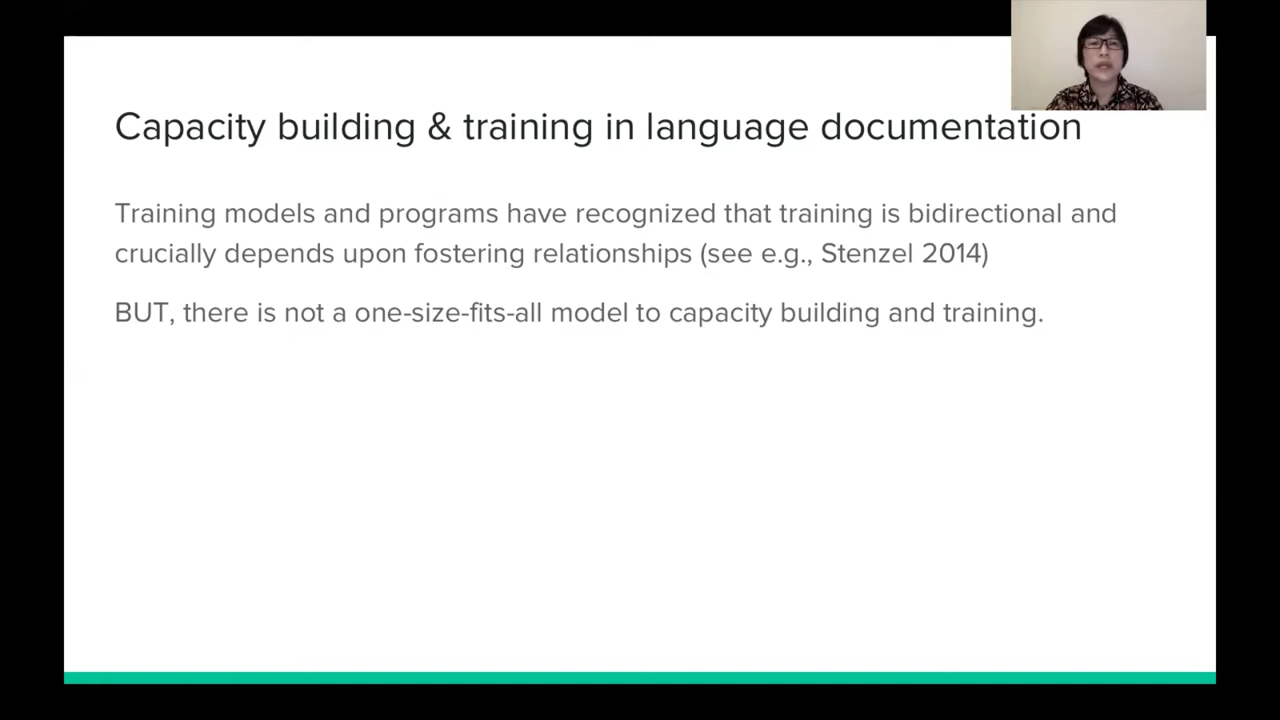 Capacity building & training in language documentation
Training models and programs have recognized that training is bidirectional and
crucially depends upon fostering relationships (see e.g., Stenzel 2014)
BUT, there is not a one-size-fits-all model to capacity building and training.